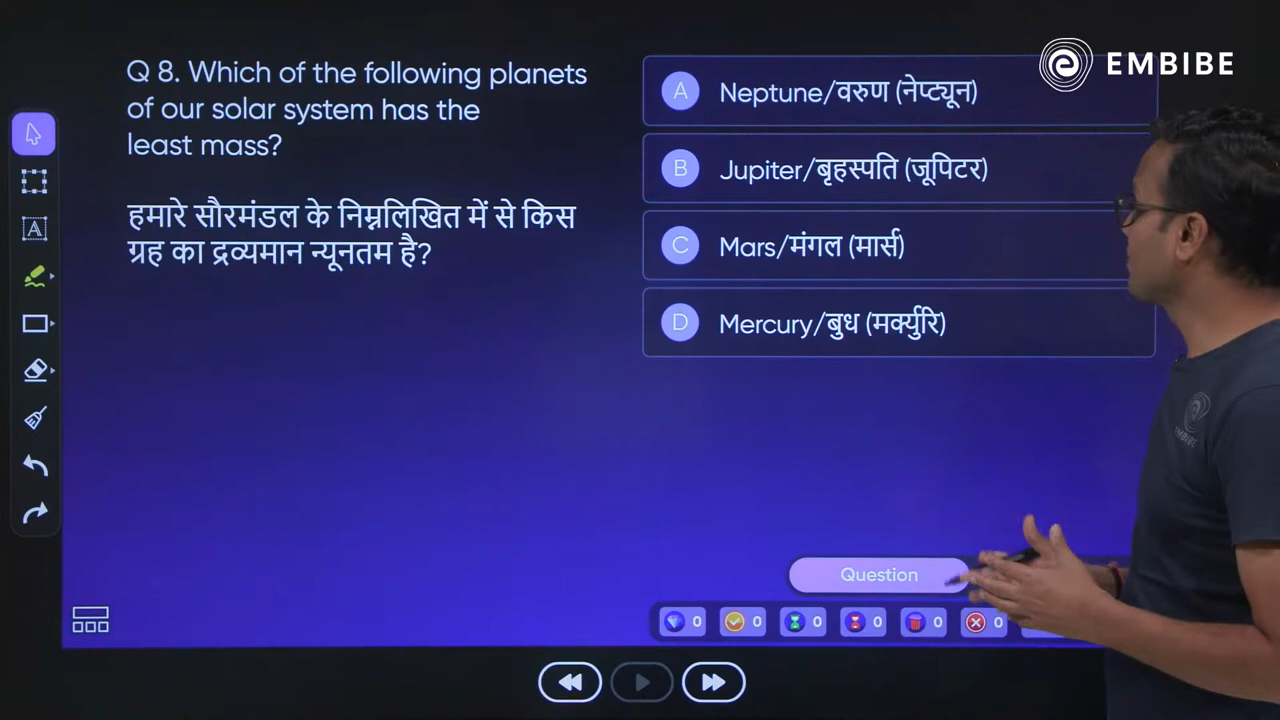 EMBIBE
Q 8. Which of the following planets
of our solar system has the
least mass?
हमारे सौरमंडल के निम्नलिखित में से किस
ग्रह का द्रव्यमान न्यूनतम है?
A Neptune/वरुण (नेप्ट्यून)
B Jupiter/बृहस्पति (जूपिटर)
C Mars/मंगल (मार्स)
D Mercury/बुध (मर्क्युरि)
A
EMBIBE
Question
0 0 0 0 0 0